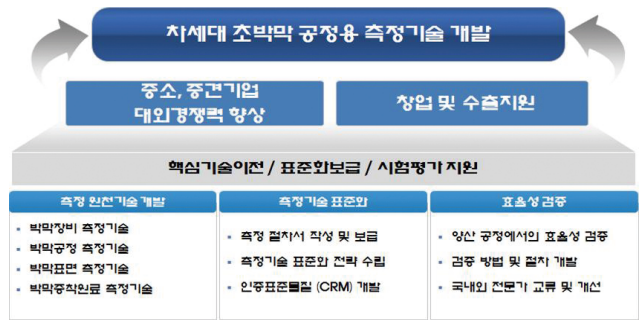 차세대 초박막 공정용 측정기술 개발
중소, 중견기업
대외경쟁력 향상
창업 및 수출지원
핵심기술이전 / 표준화보급 / 시험평가 지원
측정 원천기술 개발
▪ 박막장비 측정기술
▪ 박막공정 측정기술
▪ 박막표면 측정기술
▪ 박막증착원료 측정기술
측정기술 표준화
▪ 측정 절차서 작성 및 보급
▪ 측정기술 표준화 전략 수립
▪ 인증표준물질 (CRM) 개발
효율성 검증
▪ 양산 공정에서의 효율성 검증
▪ 검증 방법 및 절차 개발
▪ 국내외 전문가 교류 및 개선